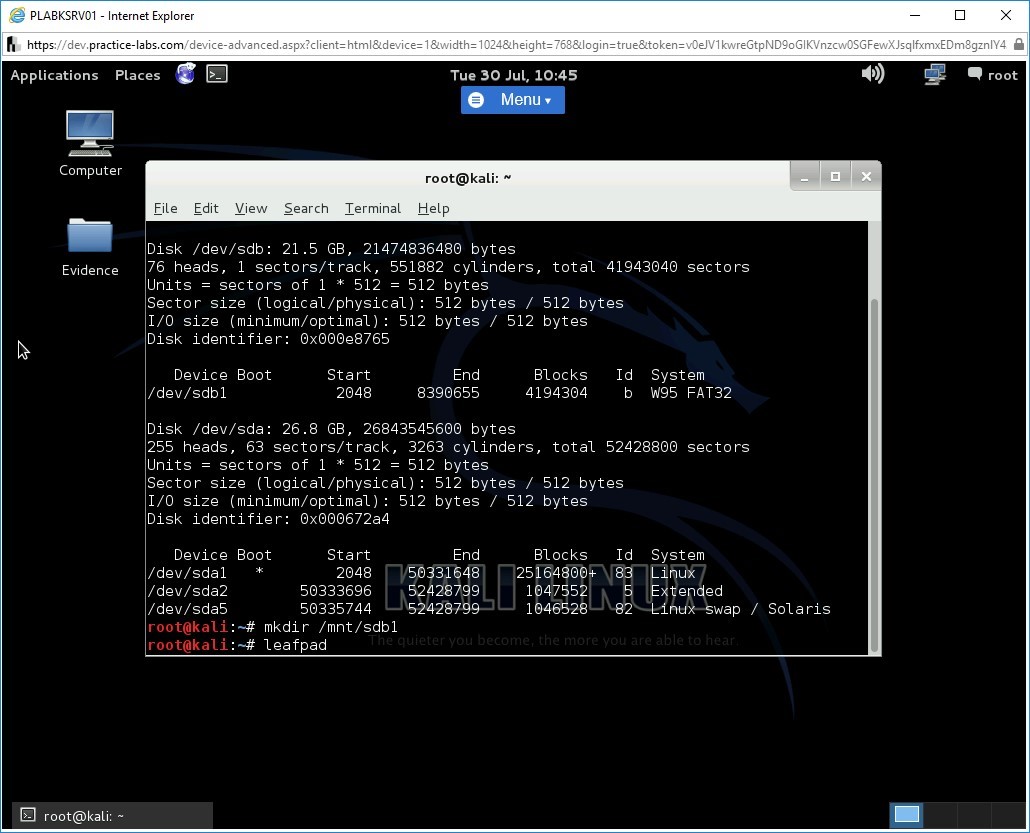 PLABKSRV01 - Internet Explorer
https://dev.practice-labs.com/device-advanced.aspx?client=html&device=1&width=1024&height=768&login=true&token=
Applications Places Tue 30 Jul, 10:45 root
Menu
Computer
Evidence
root@kali: ~
File Edit View Search Terminal Help
Disk /dev/sdb: 21.5 GB, 21474836480 bytes
76 heads, 1 sectors/track, 551882 cylinders, total 41943040 sectors
Units = sectors of 1 * 512 = 512 bytes
Sector size (logical/physical): 512 bytes / 512 bytes
I/O size (minimum/optimal): 512 bytes / 512 bytes
Disk identifier: 0x000e8765
Device Boot Start End Blocks Id System
/dev/sdb1 2048 8390655 4194304 b W95 FAT32
Disk /dev/sda: 26.8 GB, 26843545600 bytes
255 heads, 63 sectors/track, 3263 cylinders, total 52428800 sectors
Units = sectors of 1 * 512 = 512 bytes
Sector size (logical/physical): 512 bytes / 512 bytes
I/O size (minimum/optimal): 512 bytes / 512 bytes
Disk identifier: 0x000672a4
Device Boot Start End Blocks Id System
/dev/sda1 * 2048 50331648 25164800+ 83 Linux
/dev/sda2 50333696 52428799 1047552 5 Extended
/dev/sda5 50335744 52428799 1046528 82 Linux swap / Solaris
KALI LINUX
root@kali:~# mkdir /mnt/sdb1
root@kali:~# leafpad
The quieter you become, the more you are able to hear.
root@kali: ~